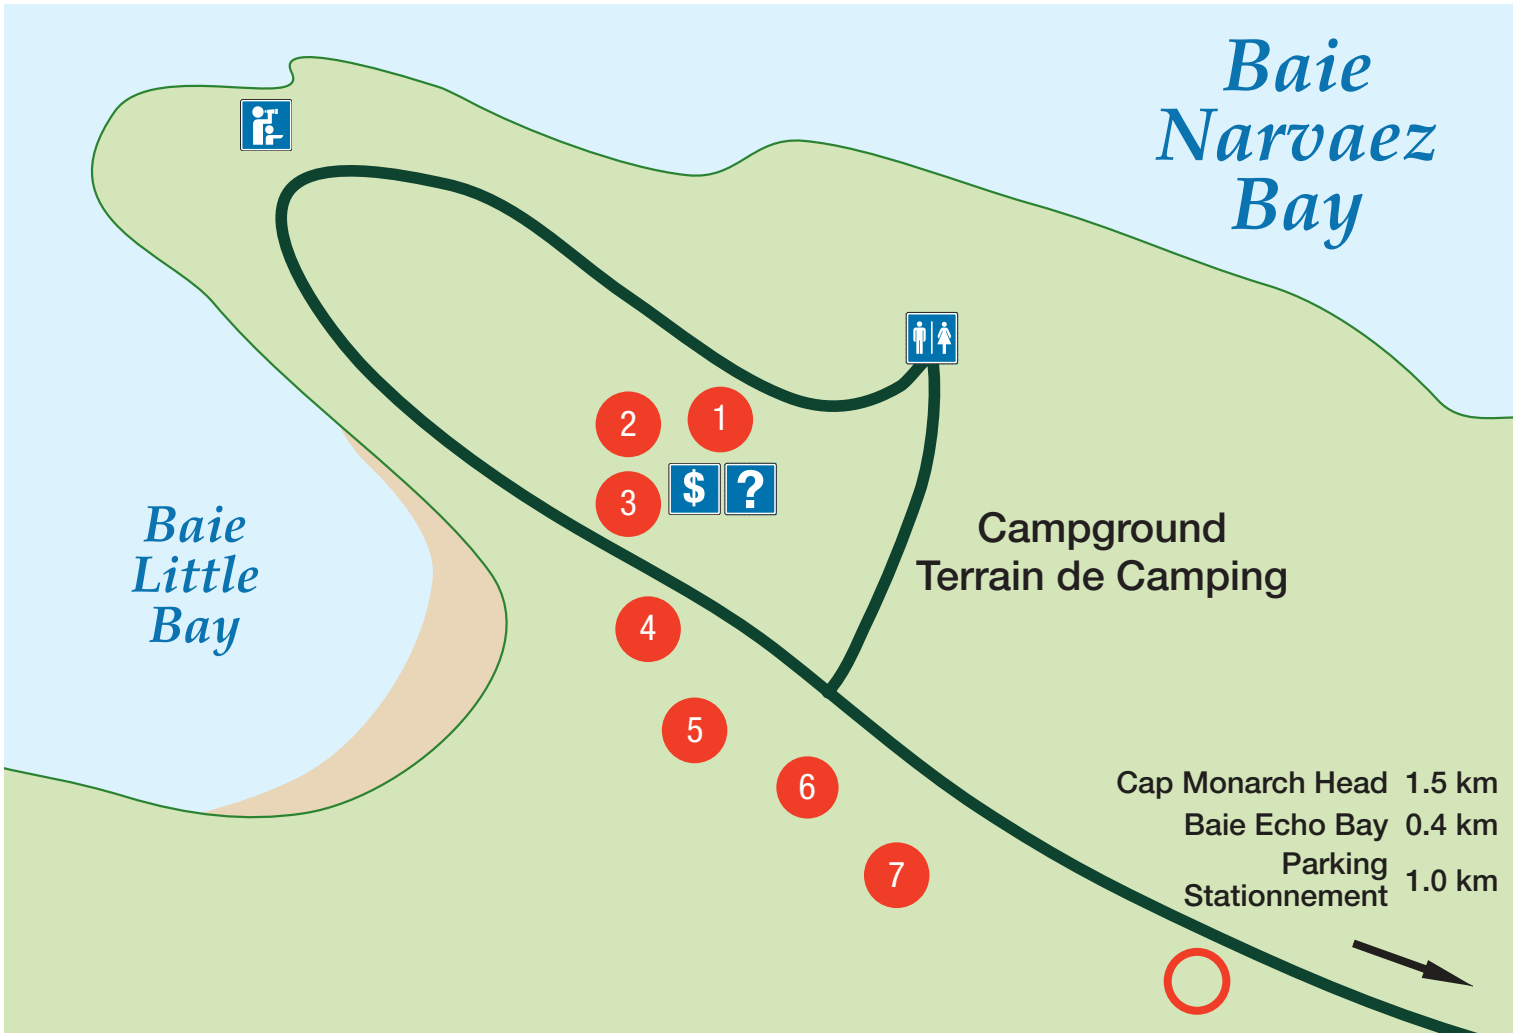 Baie
Narvaez
Bay
2
1
3
$
?
Baie
Little
Bay
Campground
Terrain de Camping
4
5
6
7
Cap Monarch Head 1.5 km
Baie Echo Bay 0.4 km
Parking
Stationnement 1.0 km